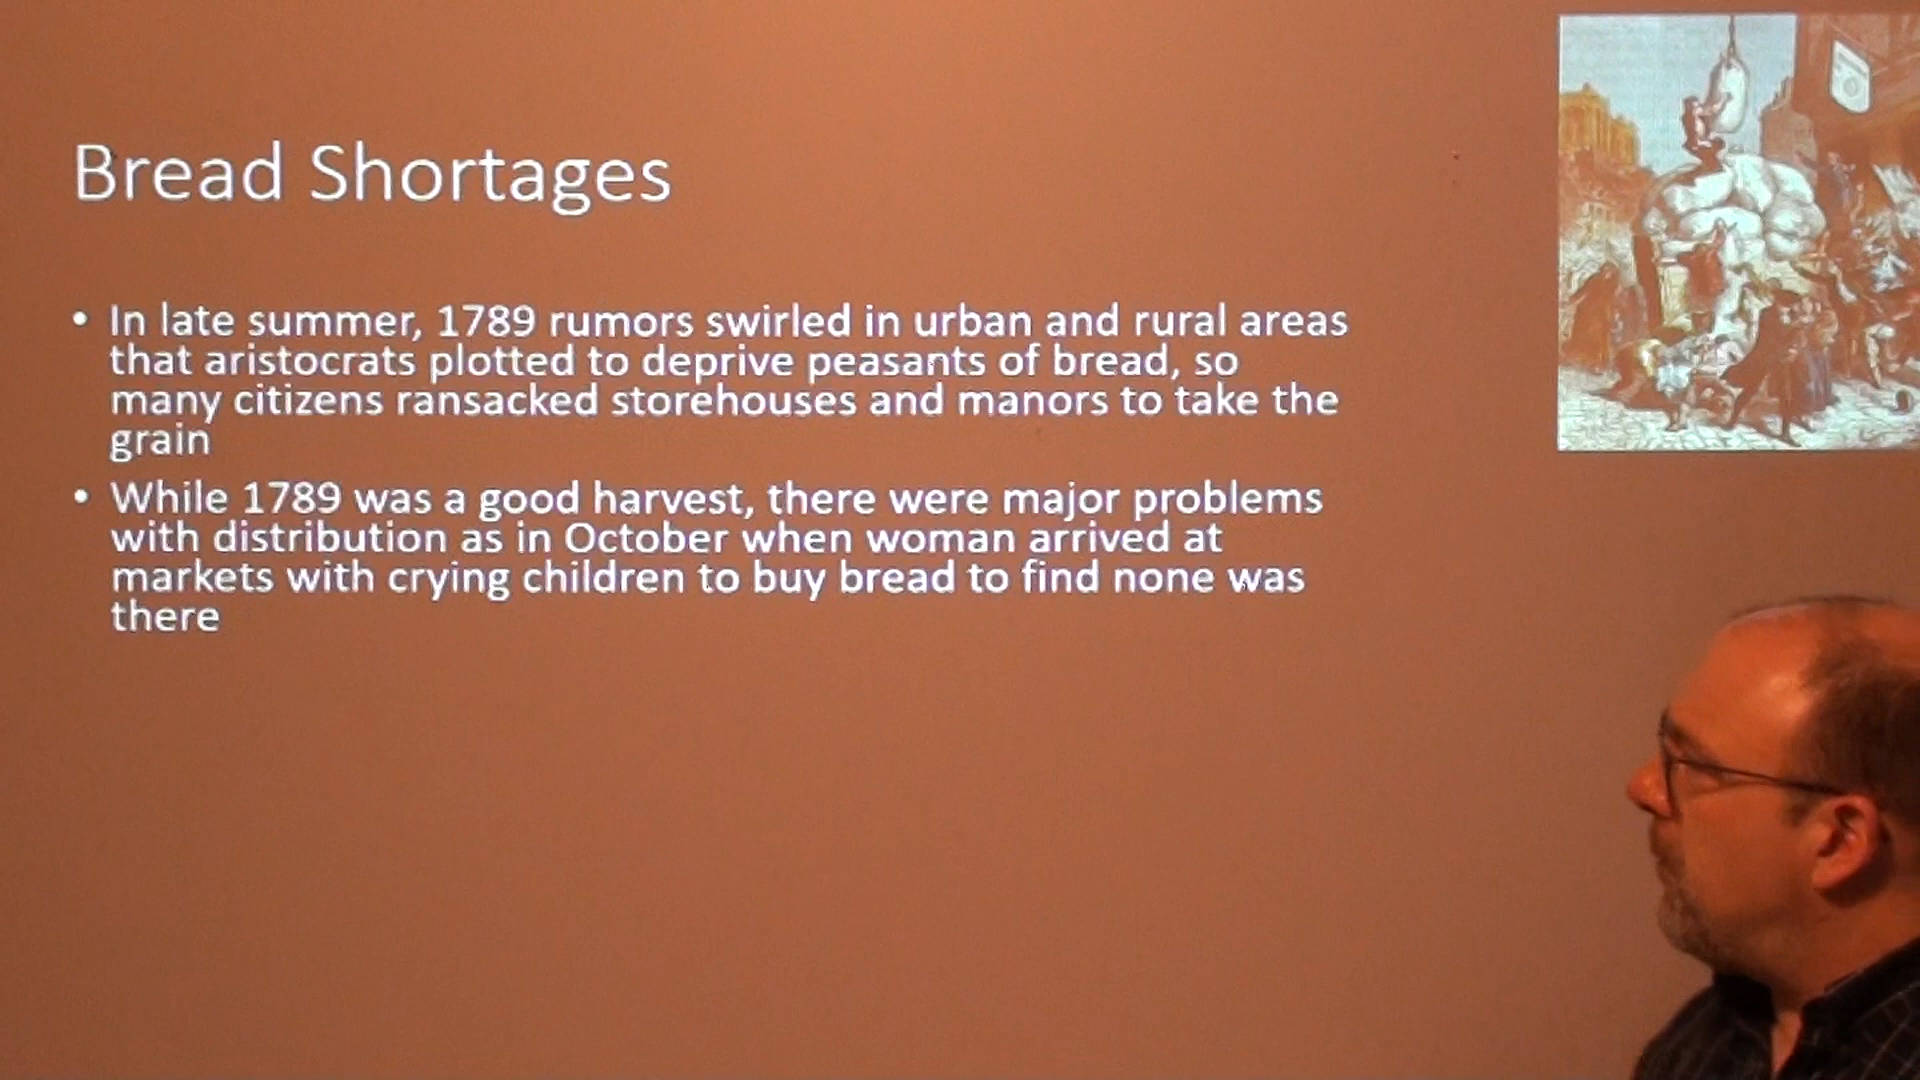 Bread Shortages
• In late summer, 1789 rumors swirled in urban and rural areas
that aristocrats plotted to deprive peasants of bread, so
many citizens ransacked storehouses and manors to take the
grain
• While 1789 was a good harvest, there were major problems
with distribution as in October when woman arrived at
markets with crying children to buy bread to find none was
there